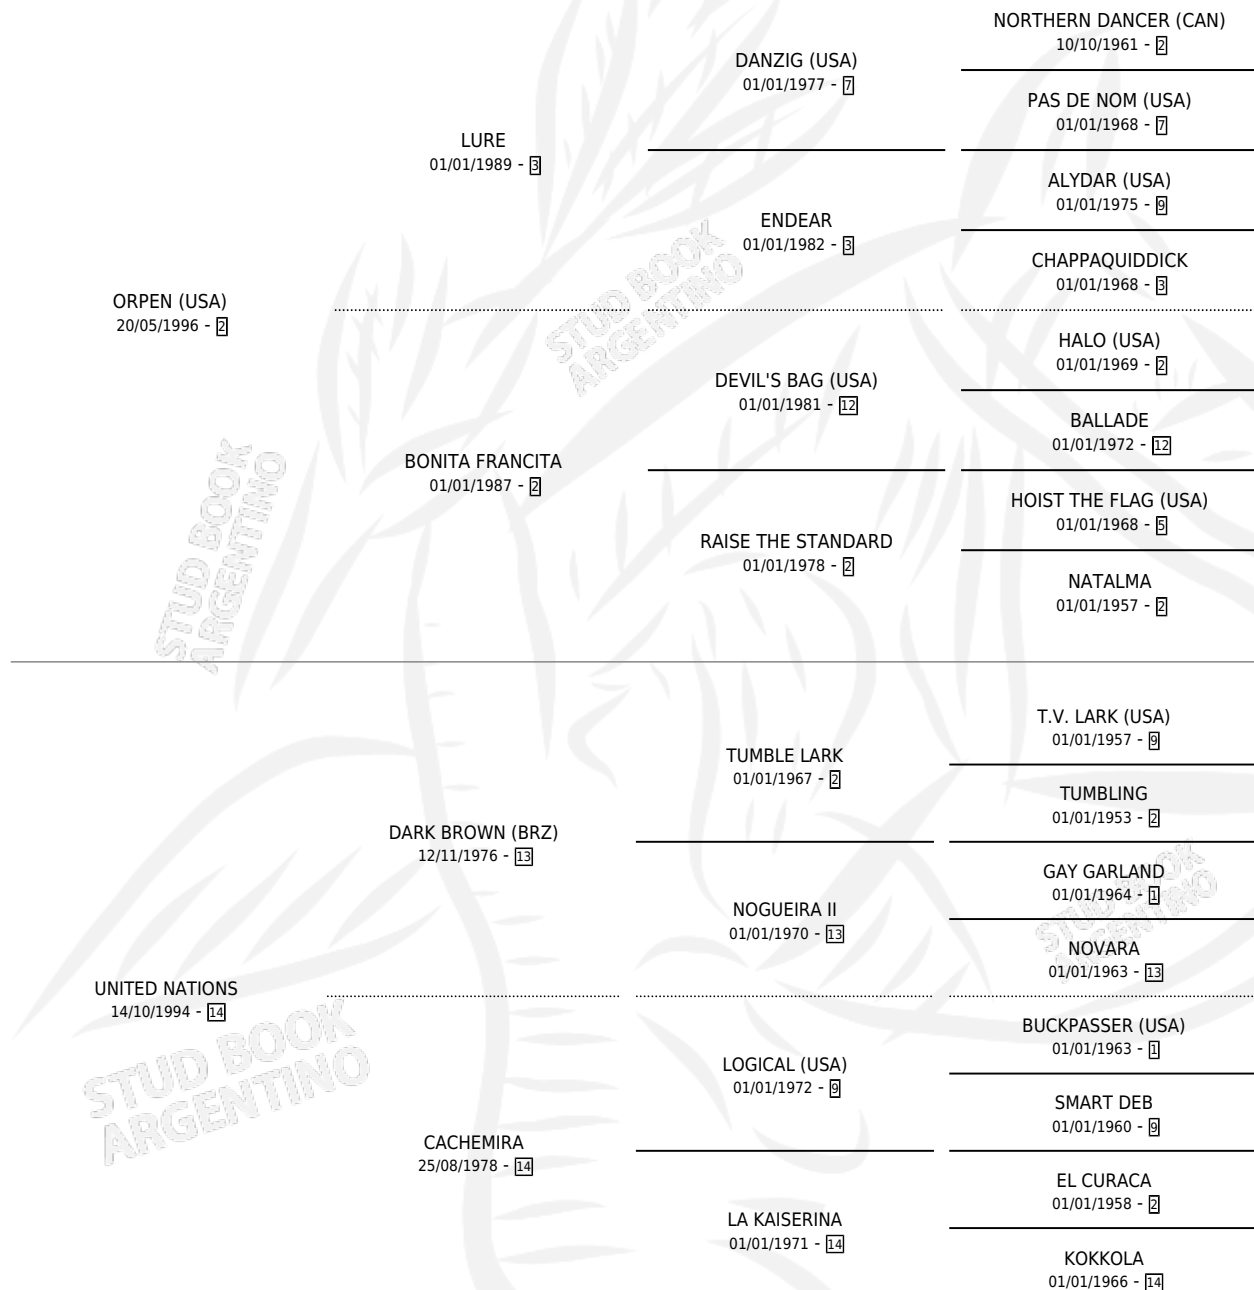 NORTHERN DANCER (CAN)
10/10/1961 - 2
DANZIG (USA)
01/01/1977 - 7
PAS DE NOM (USA)
01/01/1968 - 7
LURE
01/01/1989 - 3
ALYDAR (USA)
01/01/1975 - 9
ENDEAR
01/01/1982 - 3
CHAPPAQUIDDICK
01/01/1968 - 3
ORPEN (USA)
20/05/1996 - 2
HALO (USA)
01/01/1969 - 2
DEVIL'S BAG (USA)
01/01/1981 - 12
BALLADE
01/01/1972 - 12
BONITA FRANCITA
01/01/1987 - 2
HOIST THE FLAG (USA)
01/01/1968 - 5
RAISE THE STANDARD
01/01/1978 - 2
NATALMA
01/01/1957 - 2
T.V. LARK (USA)
01/01/1957 - 9
TUMBLE LARK
01/01/1967 - 2
TUMBLING
01/01/1953 - 2
DARK BROWN (BRZ)
12/11/1976 - 13
GAY GARLAND
01/01/1964 - 1
NOGUEIRA II
01/01/1970 - 13
NOVARA
01/01/1963 - 13
UNITED NATIONS
14/10/1994 - 14
BUCKPASSER (USA)
01/01/1963 - 1
LOGICAL (USA)
01/01/1972 - 9
SMART DEB
01/01/1960 - 9
CACHEMIRA
25/08/1978 - 14
EL CURACA
01/01/1958 - 2
LA KAISERINA
01/01/1971 - 14
KOKKOLA
01/01/1966 - 14
STUD BOOK
ARGENTINO
STUD BOOK
ARGENTINO
STUD BOOK
ARGENTINO
STUD BOOK
ARGENTINO